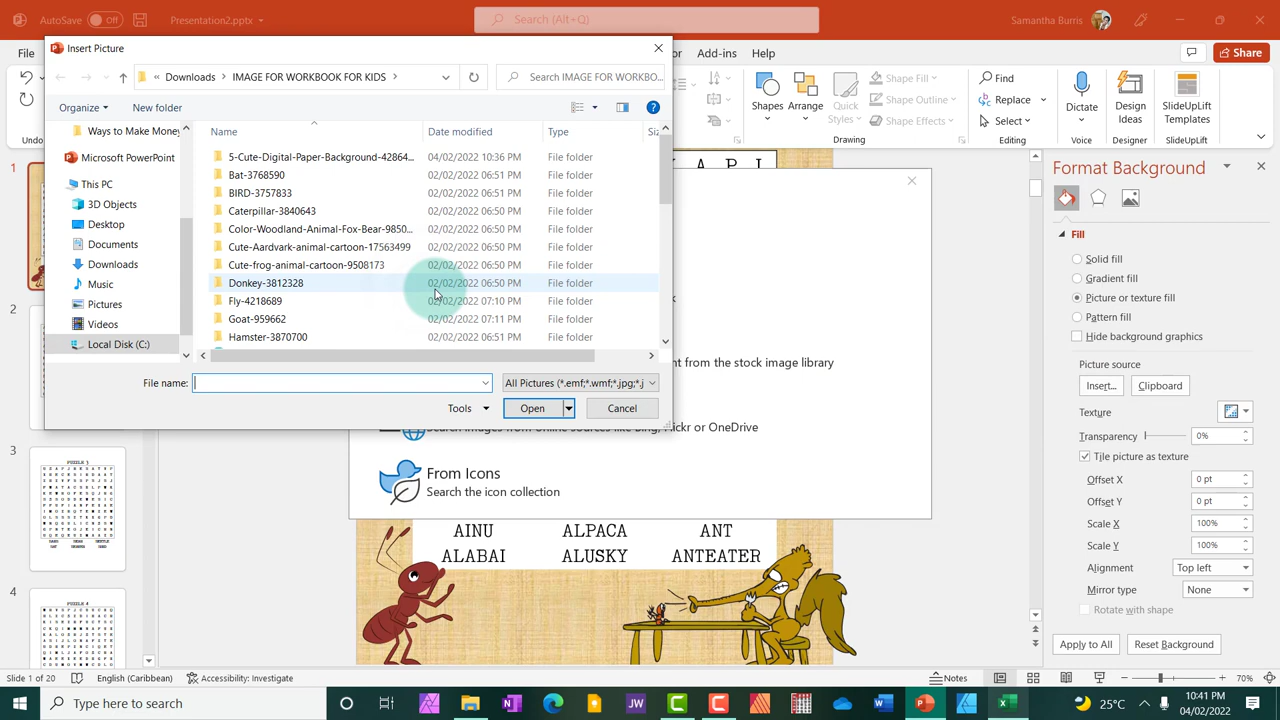 AutoSave Off Presentation2.pptx Search (Alt+Q) Samantha Burris
File or Add-ins Help Share
Insert Picture
Downloads IMAGE FOR WORKBOOK FOR KIDS Search IMAGE FOR WORKBO...
Organize New folder
Name Date modified Type
Ways to Make Money
Microsoft PowerPoint
This PC
3D Objects
Desktop
Documents
Downloads
Music
Pictures
Videos
Local Disk (C:)
5-Cute-Digital-Paper-Background-42864... 04/02/2022 10:36 PM File folder
Bat-3768590 02/02/2022 06:51 PM File folder
BIRD-3757833 02/02/2022 06:51 PM File folder
Caterpillar-3840643 02/02/2022 06:50 PM File folder
Color-Woodland-Animal-Fox-Bear-9850... 02/02/2022 06:50 PM File folder
Cute-Aardvark-animal-cartoon-17563499 02/02/2022 06:50 PM File folder
Cute-frog-animal-cartoon-9508173 02/02/2022 06:50 PM File folder
Donkey-3812328 02/02/2022 06:50 PM File folder
Fly-4218689 02/02/2022 07:10 PM File folder
Goat-959662 02/02/2022 07:11 PM File folder
Hamster-3870700 02/02/2022 06:51 PM File folder
File name: All Pictures (*.emf;*.wmf;*.jpg;*.j
Tools Open Cancel
Undo
Shapes Arrange Quick Styles
Shape Fill
Shape Outline
Shape Effects
Drawing
Find
Replace
Select
Editing
Dictate
Voice
Design Ideas
Designer
SlideUpLift Templates
SlideUpLift
Y A R I
nt from the stock image library
Search images from online sources like Bing, Flickr or OneDrive
From Icons
Search the icon collection
AINU ALPACA ANT
ALABAI ALUSKY ANTEATER
1
2
3
PUZZLE 3
4
PUZZLE 4
Format Background
Fill
Solid fill
Gradient fill
Picture or texture fill
Pattern fill
Hide background graphics
Picture source
Insert... Clipboard
Texture
Transparency 0%
Tile picture as texture
Offset X 0 pt
Offset Y 0 pt
Scale X 100%
Scale Y 100%
Alignment Top left
Mirror type None
Rotate with shape
Apply to All Reset Background
Slide 1 of 20 English (Caribbean) Accessibility: Investigate Notes 70%
Type here to search
25°C
10:41 PM
04/02/2022